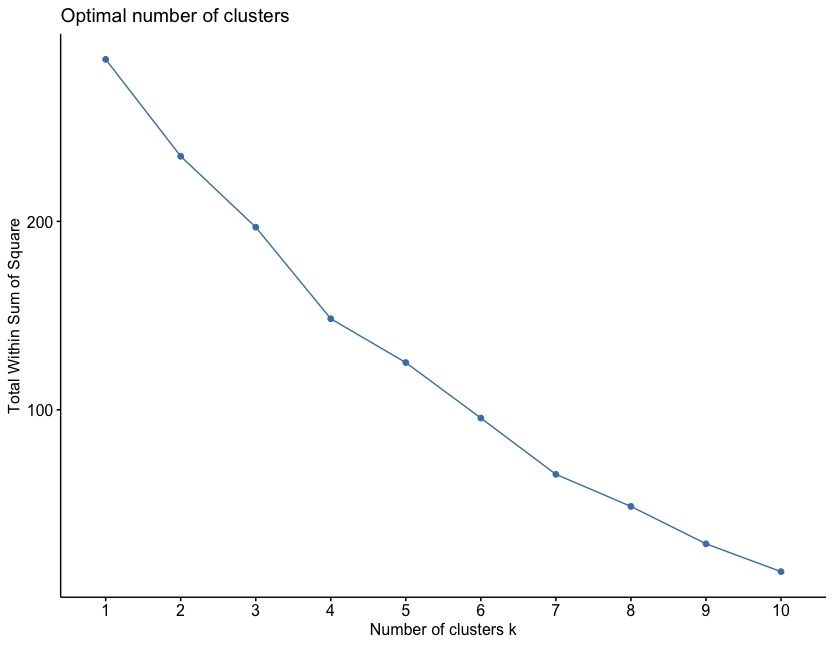 Optimal number of clusters
Total Within Sum of Square
200
100
1 2 3 4 5 6 7 8 9 10
Number of clusters k